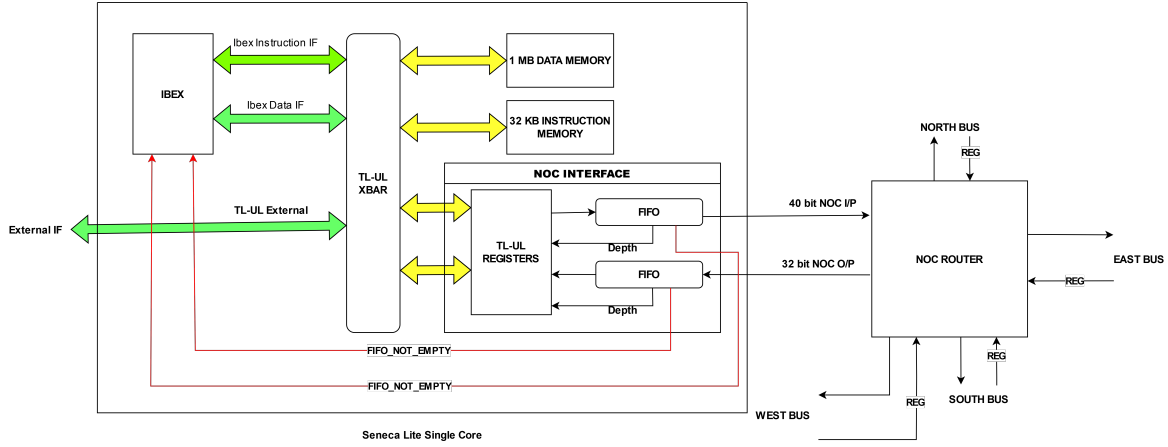 Ibex Instruction IF
IBEX
Ibex Data IF
1 MB DATA MEMORY
32 KB INSTRUCTION
MEMORY
TL-UL
XBAR
NOC INTERFACE
TL-UL External
External IF
TL-UL
REGISTERS
FIFO
Depth
FIFO
Depth
FIFO_NOT_EMPTY
FIFO_NOT_EMPTY
40 bit NOC I/P
32 bit NOC O/P
NORTH BUS
REG
NOC ROUTER
EAST BUS
REG
REG
SOUTH BUS
REG
WEST BUS
Seneca Lite Single Core